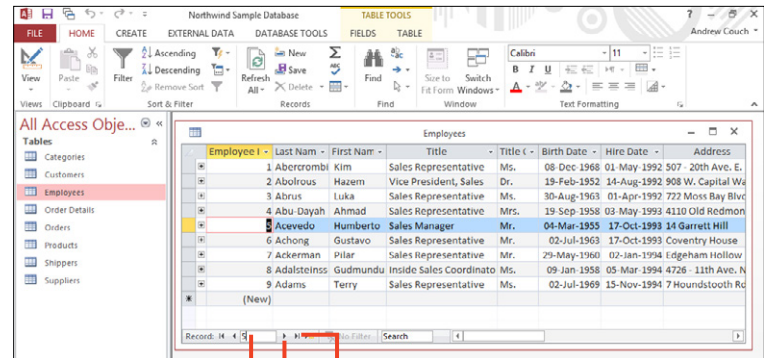 Northwind Sample Database TABLE TOOLS
FILE HOME CREATE EXTERNAL DATA DATABASE TOOLS FIELDS TABLE Andrew Couch
View Paste Filter Ascending Descending Remove Sort Refresh All New Save Delete Find Size to Fit Form Switch Windows Calibri 11
B I U A
Views Clipboard Sort & Filter Records Find Window Text Formatting
All Access Obje...
Tables
Categories
Customers
Employees
Order Details
Orders
Products
Shippers
Suppliers
Employees
Employee I Last Nam First Nam Title Title ( Birth Date Hire Date Address
1 Abercrombi Kim Sales Representative Ms. 08-Dec-1968 01-May-1992 507 - 20th Ave. E.
2 Abolrous Hazem Vice President, Sales Dr. 19-Feb-1952 14-Aug-1992 908 W. Capital Wa
3 Abrus Luka Sales Representative Ms. 30-Aug-1963 01-Apr-1992 722 Moss Bay Blvd
4 Abu-Dayah Ahmad Sales Representative Mrs. 19-Sep-1958 03-May-1993 4110 Old Redmon
5 Acevedo Humberto Sales Manager Mr. 04-Mar-1955 17-Oct-1993 14 Garrett Hill
6 Achong Gustavo Sales Representative Mr. 02-Jul-1963 17-Oct-1993 Coventry House
7 Ackerman Pilar Sales Representative Mr. 29-May-1960 02-Jan-1994 Edgeham Hollow
8 Adalsteinss Gudmundu Inside Sales Coordinato Ms. 09-Jan-1958 05-Mar-1994 4726 - 11th Ave. N
9 Adams Terry Sales Representative Ms. 02-Jul-1969 15-Nov-1994 7 Houndstooth Rd
(New)
Record: 5 No Filter Search